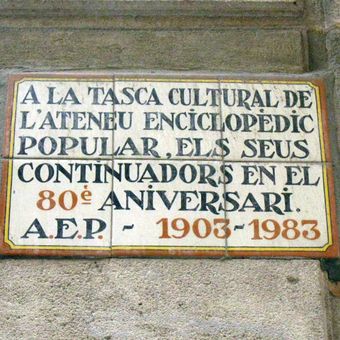 A LA TASCA CULTURAL DE
L'ATENEU ENCICLOPÈDIC
POPULAR, ELS SEUS
CONTINUADORS EN EL
80è ANIVERSARI.
A.E.P. - 1903-1983